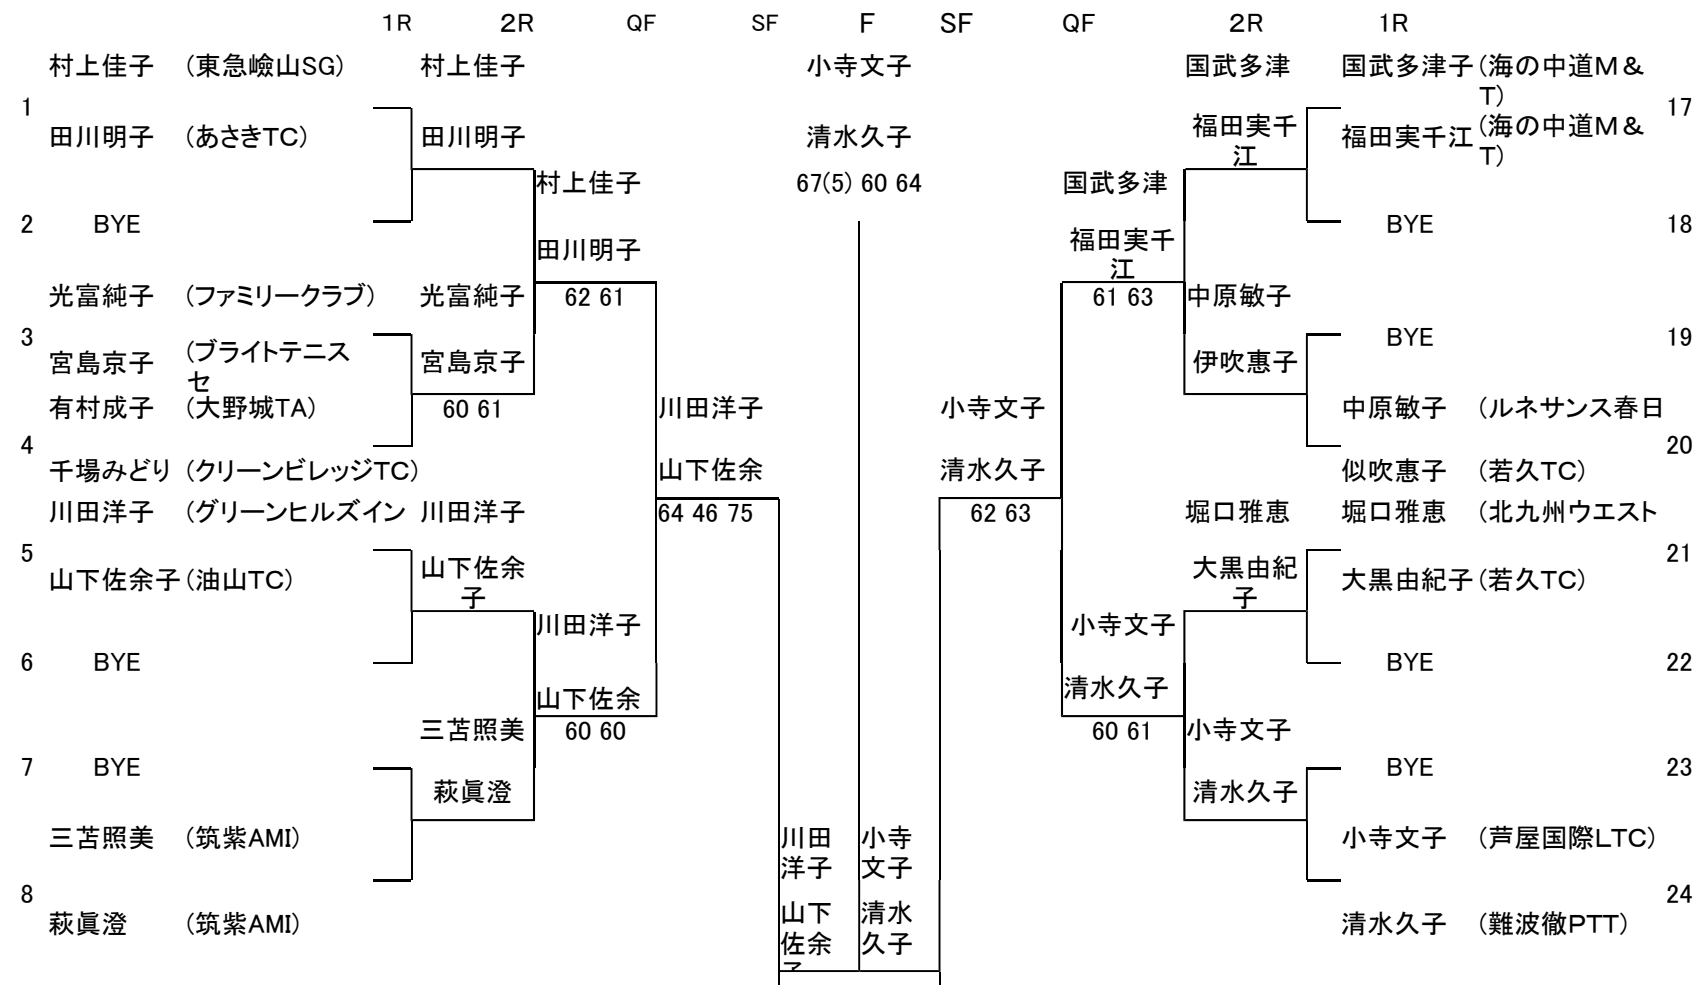 1R 2R QF SF F SF QF 2R 1R
村上佳子 (東急嶮山SG) 村上佳子 小寺文子 国武多津 国武多津子 (海の中道M&
T)
1 17
田川明子 (あさきTC) 田川明子 清水久子 福田実千
江 福田実千江 (海の中道M&
T)
村上佳子 67(5) 60 64 国武多津
2 BYE BYE 18
田川明子 福田実千
江
光富純子 (ファミリークラブ) 光富純子 62 61 61 63 中原敏子
3 BYE 19
宮島京子 (ブライトテニス
セ 宮島京子 伊吹惠子
有村成子 (大野城TA) 60 61 川田洋子 小寺文子 中原敏子 (ルネサンス春日
4 20
千場みどり (クリーンビレッジTC) 山下佐余 清水久子 似吹惠子 (若久TC)
川田洋子 (グリーンヒルズイン 川田洋子 64 46 75 62 63 堀口雅恵 堀口雅恵 (北九州ウエスト
5 21
山下佐余子 (油山TC) 山下佐余
子 大黒由紀
子 大黒由紀子 (若久TC)
川田洋子 小寺文子
6 BYE BYE 22
山下佐余 清水久子
三苫照美 60 60 60 61 小寺文子
7 BYE BYE 23
萩眞澄 清水久子
三苫照美 (筑紫AMI) 川田
洋子 小寺
文子 小寺文子 (芦屋国際LTC)
8 24
萩眞澄 (筑紫AMI) 山下
佐余
子 清水
久子 清水久子 (難波徹PTT)